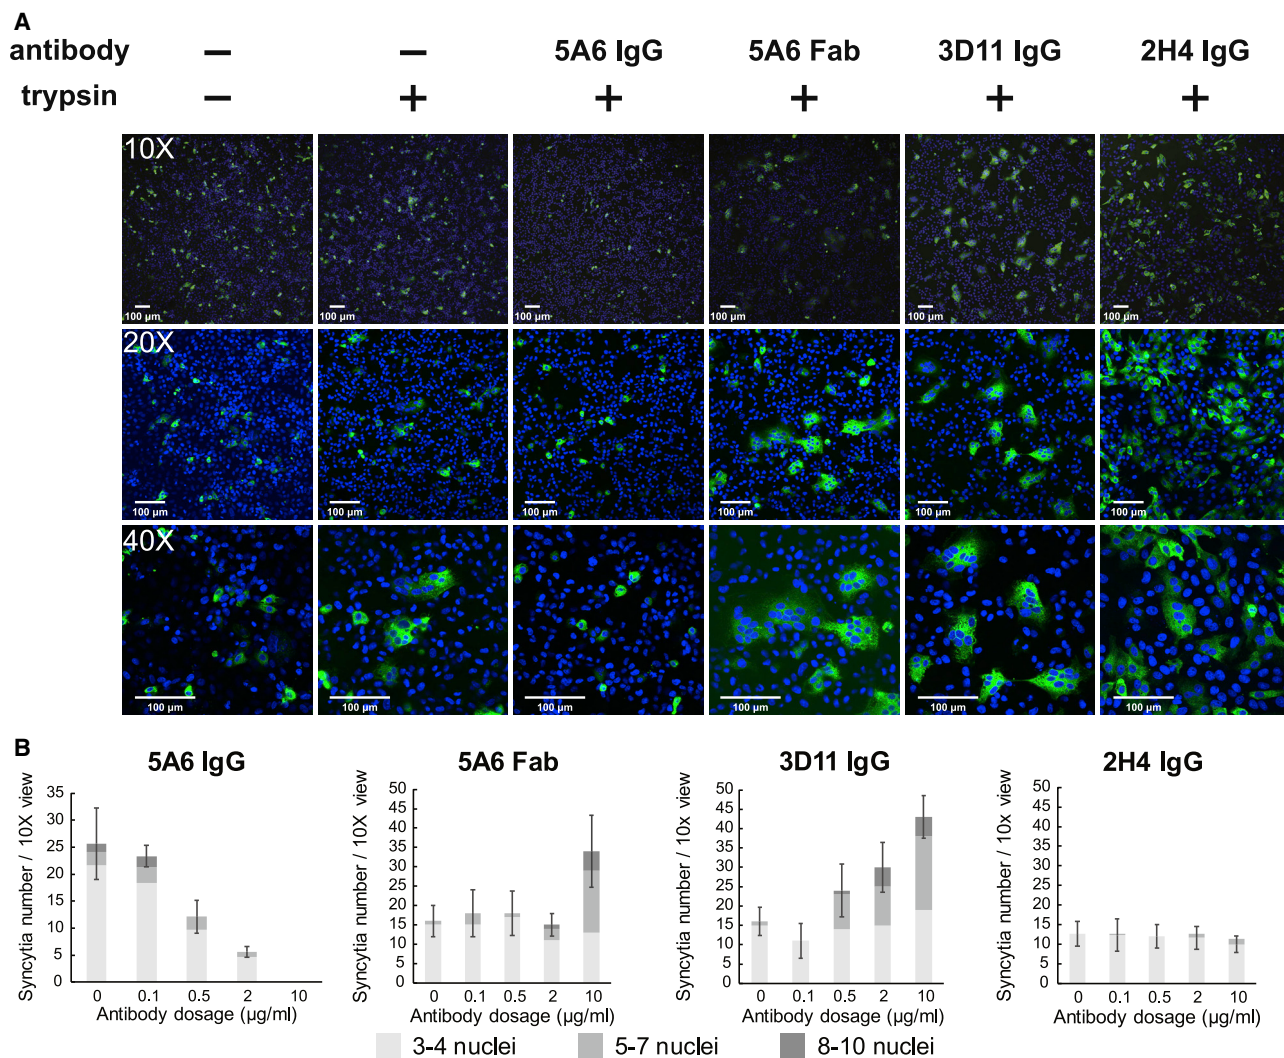 A
antibody − − 5A6 IgG 5A6 Fab 3D11 IgG 2H4 IgG
trypsin − + + + + +
10X
100 µm 100 µm 100 µm 100 µm 100 µm 100 µm
20X
100 µm 100 µm 100 µm 100 µm 100 µm 100 µm
40X
100 µm 100 µm 100 µm 100 µm 100 µm 100 µm
B
5A6 IgG
Syncytia number / 10X view
35
30
25
20
15
10
5
0
0 0.1 0.5 2 10
Antibody dosage (µg/ml)
5A6 Fab
Syncytia number / 10X view
50
45
40
35
30
25
20
15
10
5
0
0 0.1 0.5 2 10
Antibody dosage (µg/ml)
3D11 IgG
Syncytia number / 10x view
50
45
40
35
30
25
20
15
10
5
0
0 0.1 0.5 2 10
Antibody dosage (µg/ml)
2H4 IgG
Syncytia number / 10X view
50
45
40
35
30
25
20
15
10
5
0
0 0.1 0.5 2 10
Antibody dosage (µg/ml)
3-4 nuclei 5-7 nuclei 8-10 nuclei